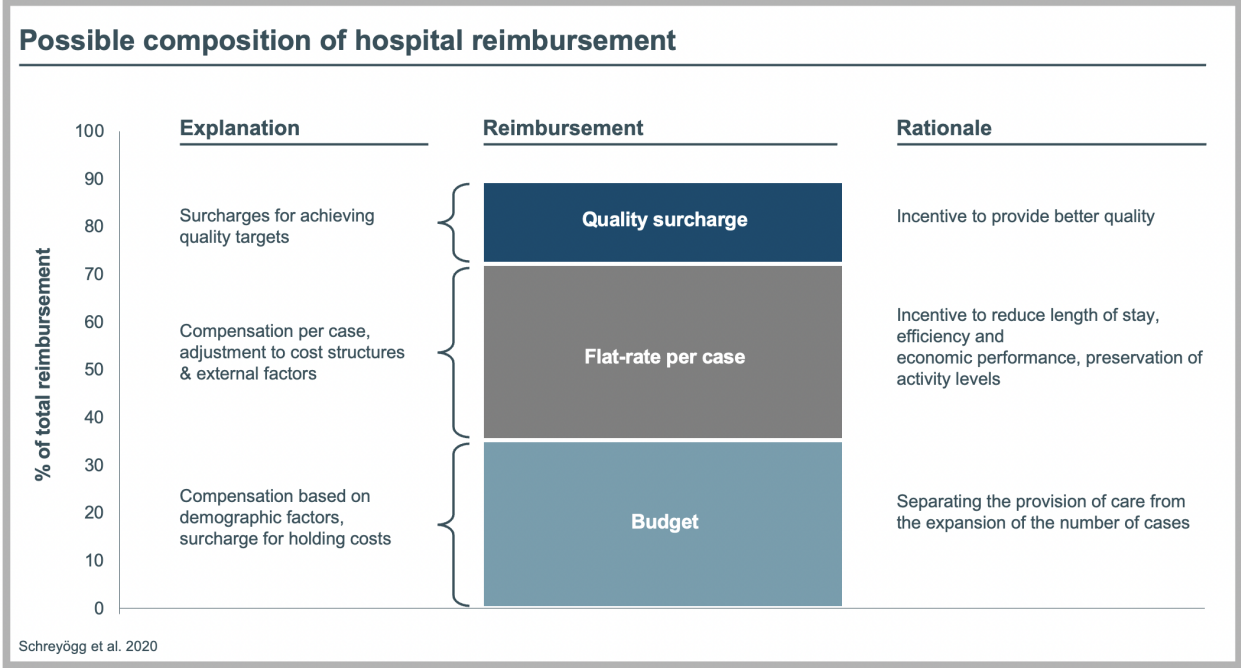 Possible composition of hospital reimbursement
Explanation
Reimbursement
Rationale
% of total reimbursement
100
90
80
70
60
50
40
30
20
10
0
Surcharges for achieving
quality targets
Quality surcharge
Incentive to provide better quality
Compensation per case,
adjustment to cost structures
& external factors
Flat-rate per case
Incentive to reduce length of stay,
efficiency and
economic performance, preservation of
activity levels
Compensation based on
demographic factors,
surcharge for holding costs
Budget
Separating the provision of care from
the expansion of the number of cases
Schreyögg et al. 2020